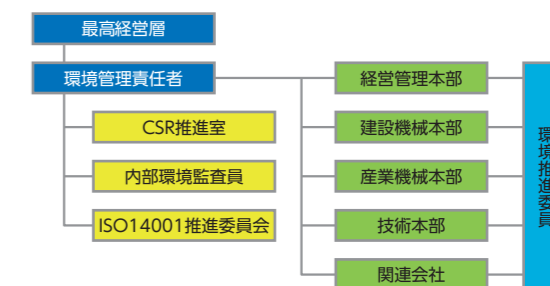 最高経営層
環境管理責任者
経営管理本部
CSR推進室
建設機械本部
内部環境監査員
産業機械本部
ISO14001推進委員会
技術本部
関連会社
環境推進委員